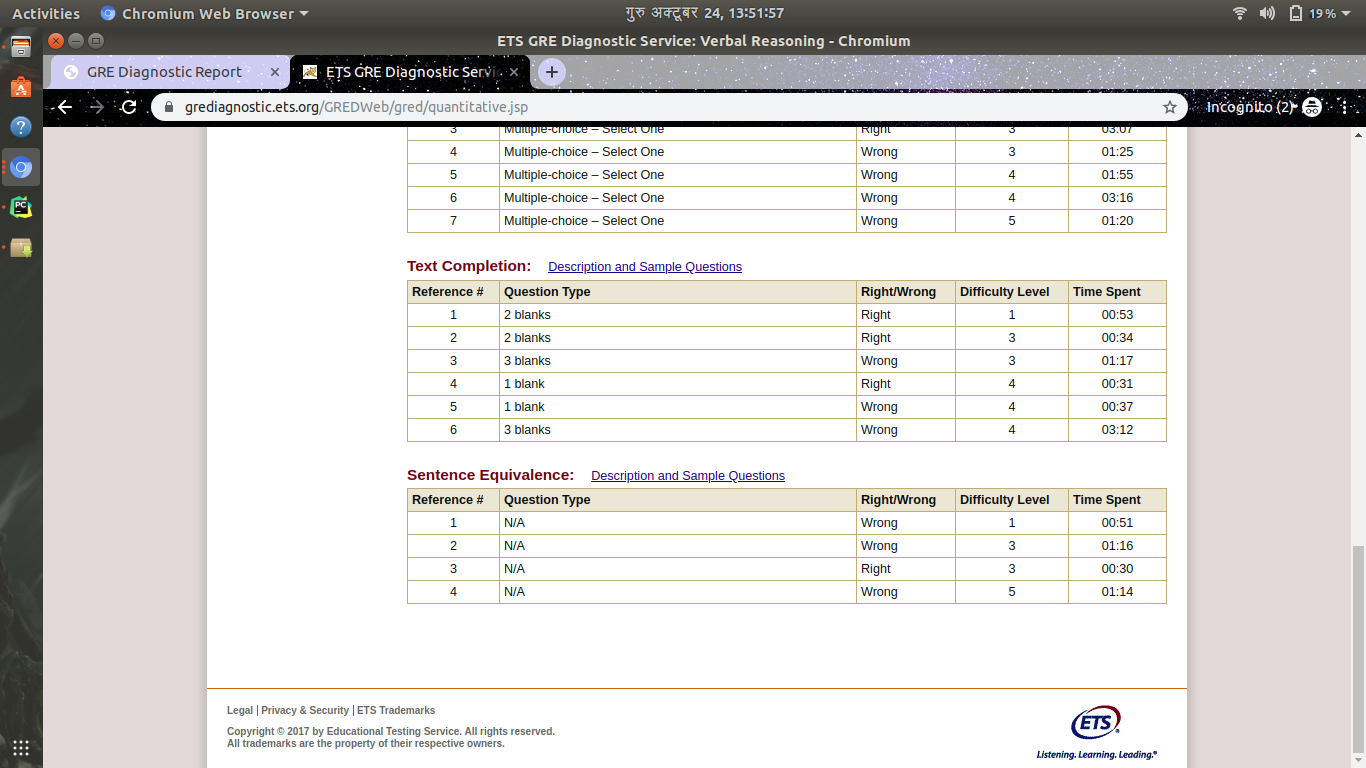 Activities Chromium Web Browser गुरु अक्टूबर 24, 13:51:57 19%
ETS GRE Diagnostic Service: Verbal Reasoning - Chromium
GRE Diagnostic Report ETS GRE Diagnostic Servi
grediagnostic.ets.org/GREDWeb/gred/quantitative.jsp Incognito (2)
3 Multiple-choice – Select One Right 3 03:07
4 Multiple-choice – Select One Wrong 3 01:25
5 Multiple-choice – Select One Wrong 4 01:55
6 Multiple-choice – Select One Wrong 4 03:16
7 Multiple-choice – Select One Wrong 5 01:20
Text Completion: Description and Sample Questions
Reference # Question Type Right/Wrong Difficulty Level Time Spent
1 2 blanks Right 1 00:53
2 2 blanks Right 3 00:34
3 3 blanks Wrong 3 01:17
4 1 blank Right 4 00:31
5 1 blank Wrong 4 00:37
6 3 blanks Wrong 4 03:12
Sentence Equivalence: Description and Sample Questions
Reference # Question Type Right/Wrong Difficulty Level Time Spent
1 N/A Wrong 1 00:51
2 N/A Wrong 3 01:16
3 N/A Right 3 00:30
4 N/A Wrong 5 01:14
Legal | Privacy & Security | ETS Trademarks
Copyright © 2017 by Educational Testing Service. All rights reserved.
All trademarks are the property of their respective owners.
ETS®
Listening. Learning. Leading.®